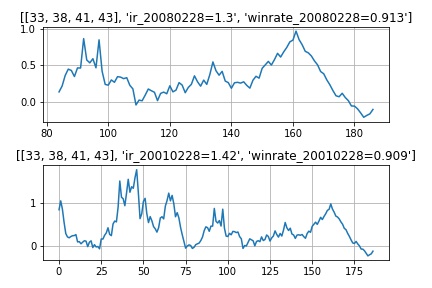 [[33, 38, 41, 43], 'ir_20080228=1.3', 'winrate_20080228=0.913']
1.0
0.5
0.0
80 100 120 140 160 180
[[33, 38, 41, 43], 'ir_20010228=1.42', 'winrate_20010228=0.909']
1
0
0 25 50 75 100 125 150 175